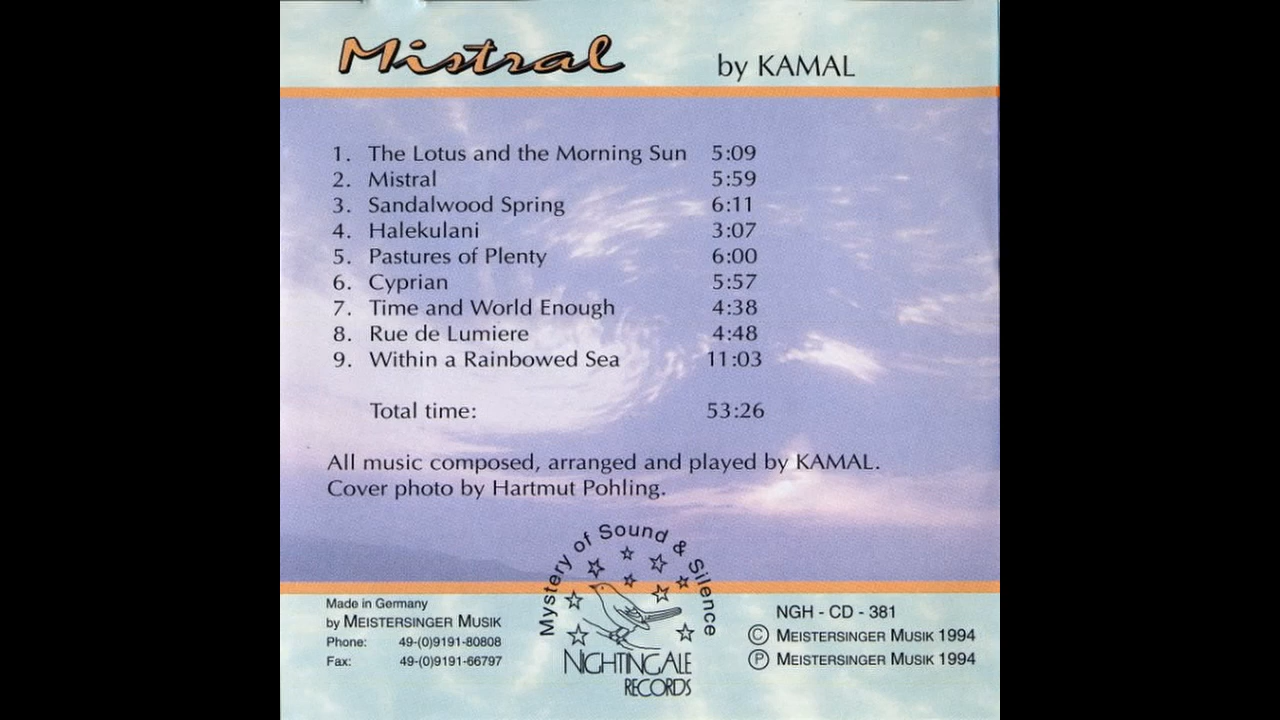 Mistral by KAMAL
1. The Lotus and the Morning Sun 5:09
2. Mistral 5:59
3. Sandalwood Spring 6:11
4. Halekulani 3:07
5. Pastures of Plenty 6:00
6. Cyprian 5:57
7. Time and World Enough 4:38
8. Rue de Lumiere 4:48
9. Within a Rainbowed Sea 11:03
Total time: 53:26
All music composed, arranged and played by KAMAL.
Cover photo by Hartmut Pohling.
Mystery of Sound & Silence
NIGHTINGALE
RECORDS
Made in Germany
by MEISTERSINGER MUSIK
Phone: 49-(0)9191-80808
Fax: 49-(0)9191-66797
NGH - CD - 381
© MEISTERSINGER MUSIK 1994
℗ MEISTERSINGER MUSIK 1994